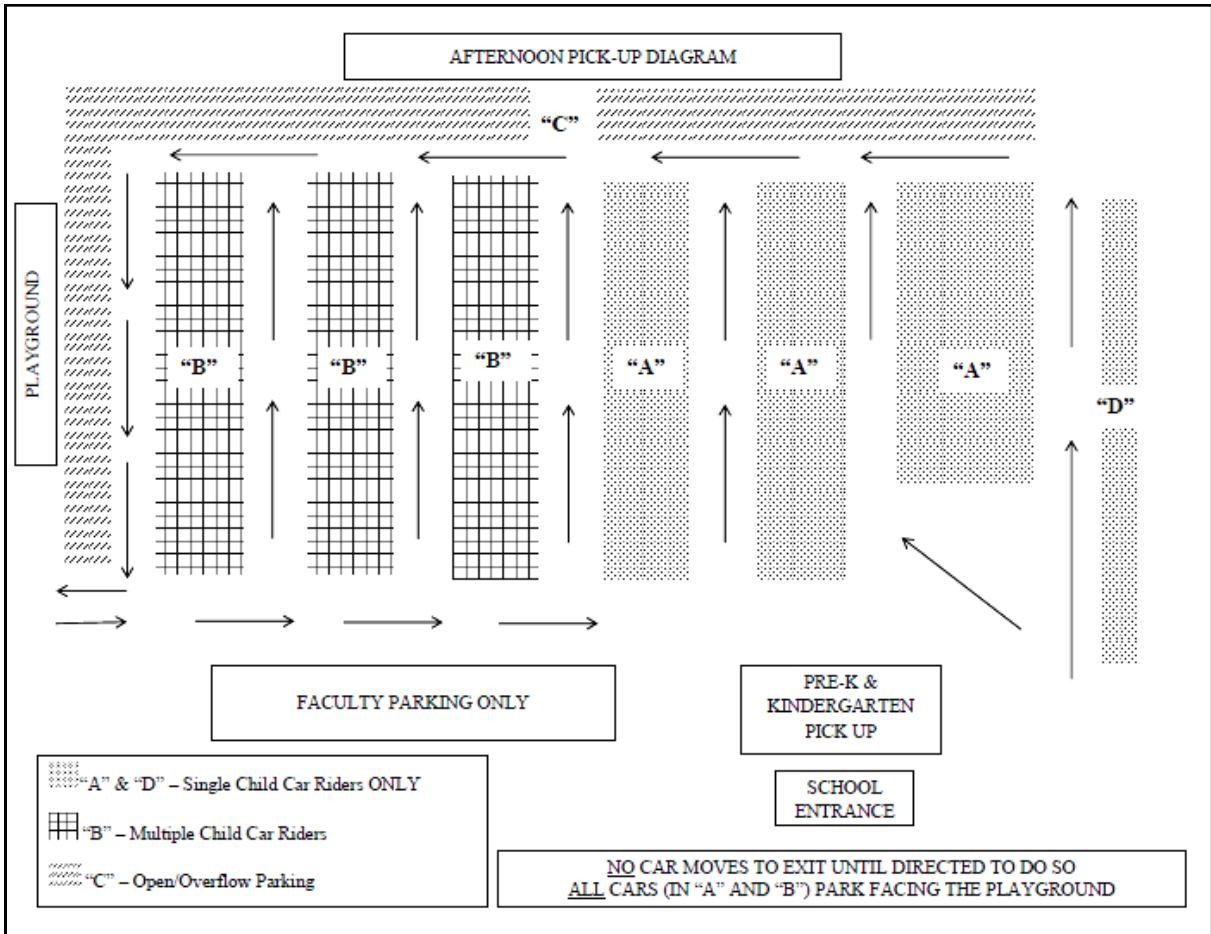 AFTERNOON PICK-UP DIAGRAM
“C”
PLAYGROUND
“B”
“B”
“B”
“A”
“A”
“A”
“D”
FACULTY PARKING ONLY
PRE-K &
KINDERGARTEN
PICK UP
SCHOOL
ENTRANCE
“A” & “D” – Single Child Car Riders ONLY
“B” – Multiple Child Car Riders
“C” – Open/Overflow Parking
NO CAR MOVES TO EXIT UNTIL DIRECTED TO DO SO
ALL CARS (IN “A” AND “B”) PARK FACING THE PLAYGROUND